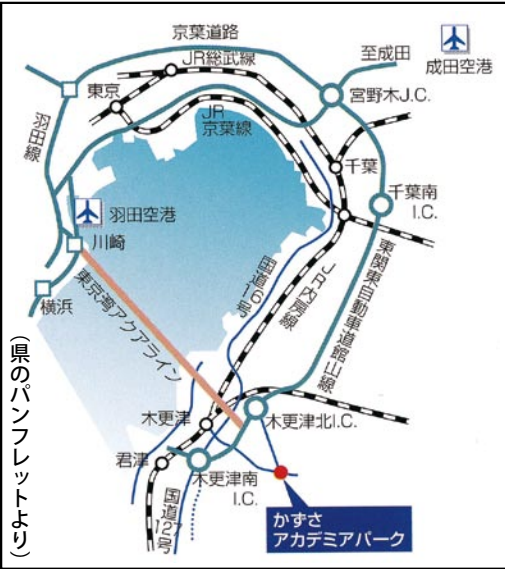 京葉道路
JR総武線
至成田
成田空港
東京
宮野木J.C.
羽田線
JR
京葉線
千葉
千葉南
I.C.
羽田空港
川崎
横浜
東京湾アクアライン
国道16号
JR内房線
東関東自動車道館山線
木更津
木更津北I.C.
君津
木更津南
I.C.
国道127号
かずさ
アカデミアパーク
(県のパンフレットより)